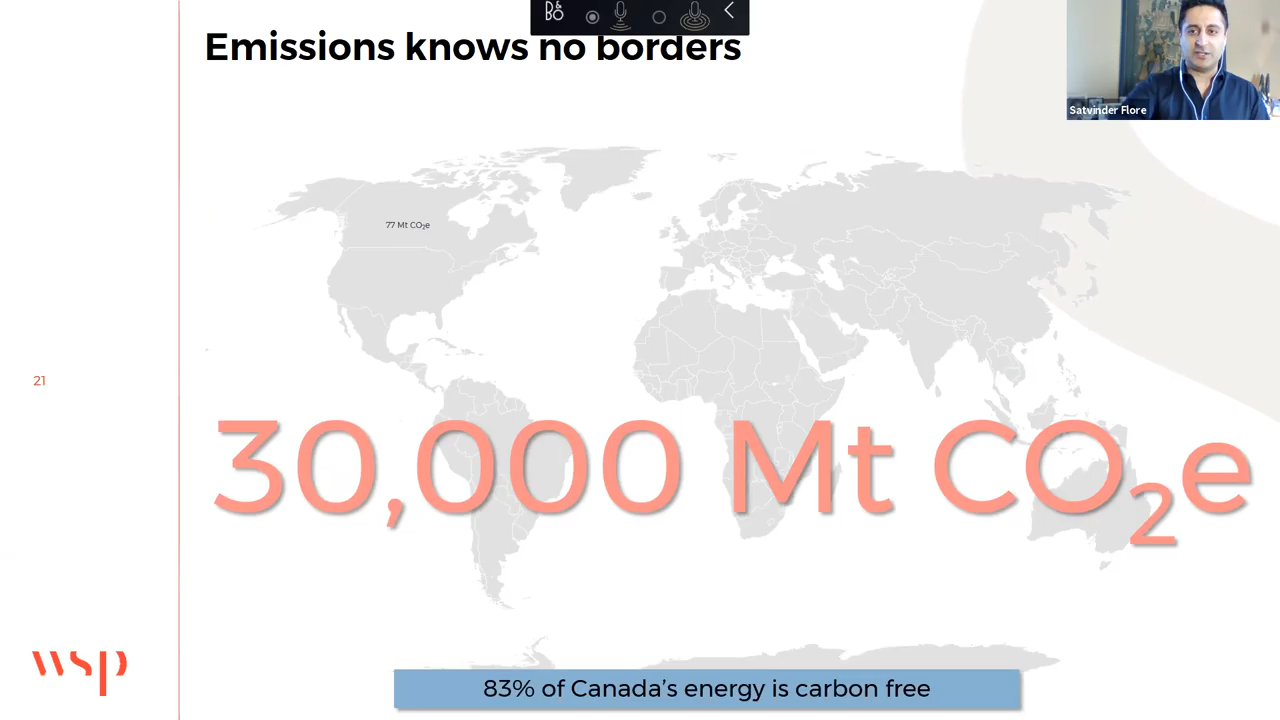 B&O
Emissions knows no borders
Satvinder Flore
77 Mt CO₂e
21
30,000 Mt CO₂e
wsp
83% of Canada's energy is carbon free